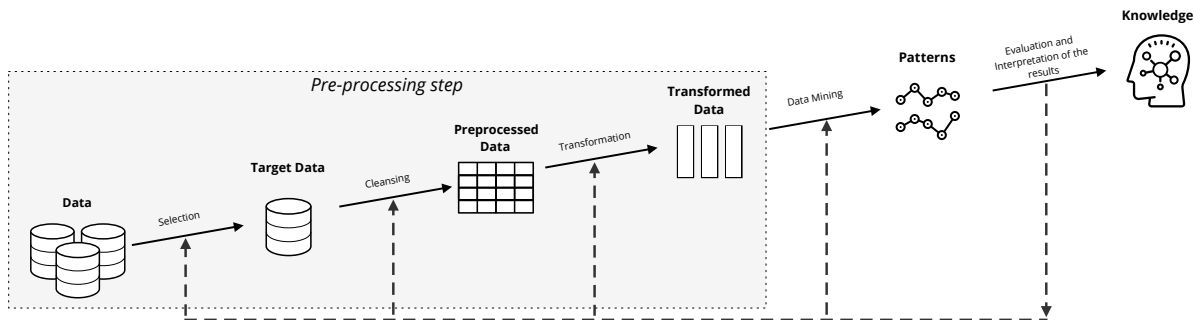 Knowledge
Evaluation and
Interpretation of the
results
Patterns
Pre-processing step
Transformed
Data
Data Mining
Preprocessed
Data
Transformation
Target Data
Cleansing
Data
Selection